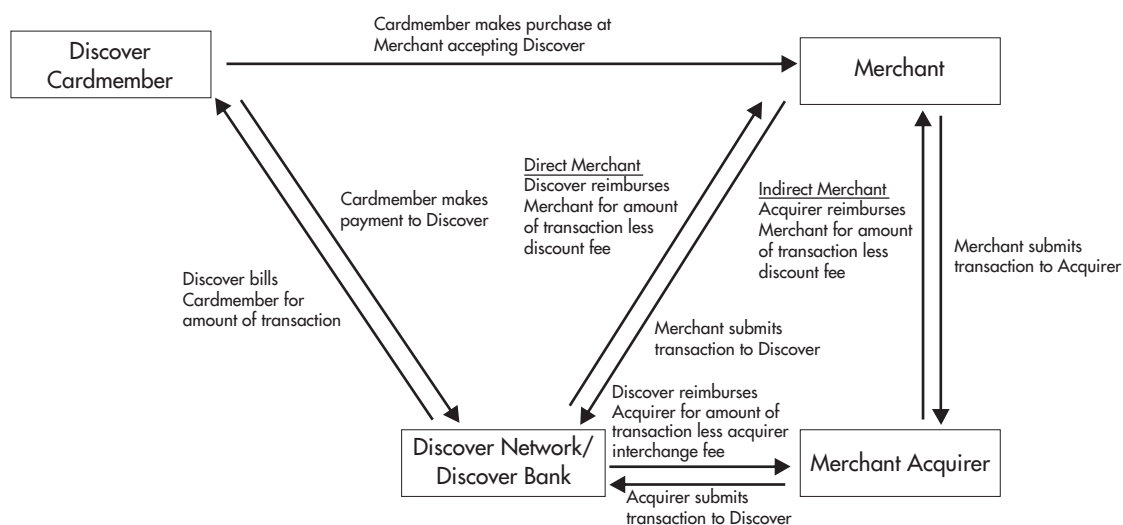 Cardmember makes purchase at
Merchant accepting Discover
Discover
Cardmember
Merchant
Direct Merchant
Discover reimburses
Merchant for amount
of transaction less
discount fee
Indirect Merchant
Acquirer reimburses
Merchant for amount
of transaction less
discount fee
Cardmember makes
payment to Discover
Merchant submits
transaction to Acquirer
Discover bills
Cardmember for
amount of transaction
Merchant submits
transaction to Discover
Discover reimburses
Acquirer for amount of
transaction less acquirer
interchange fee
Discover Network/
Discover Bank
Merchant Acquirer
Acquirer submits
transaction to Discover